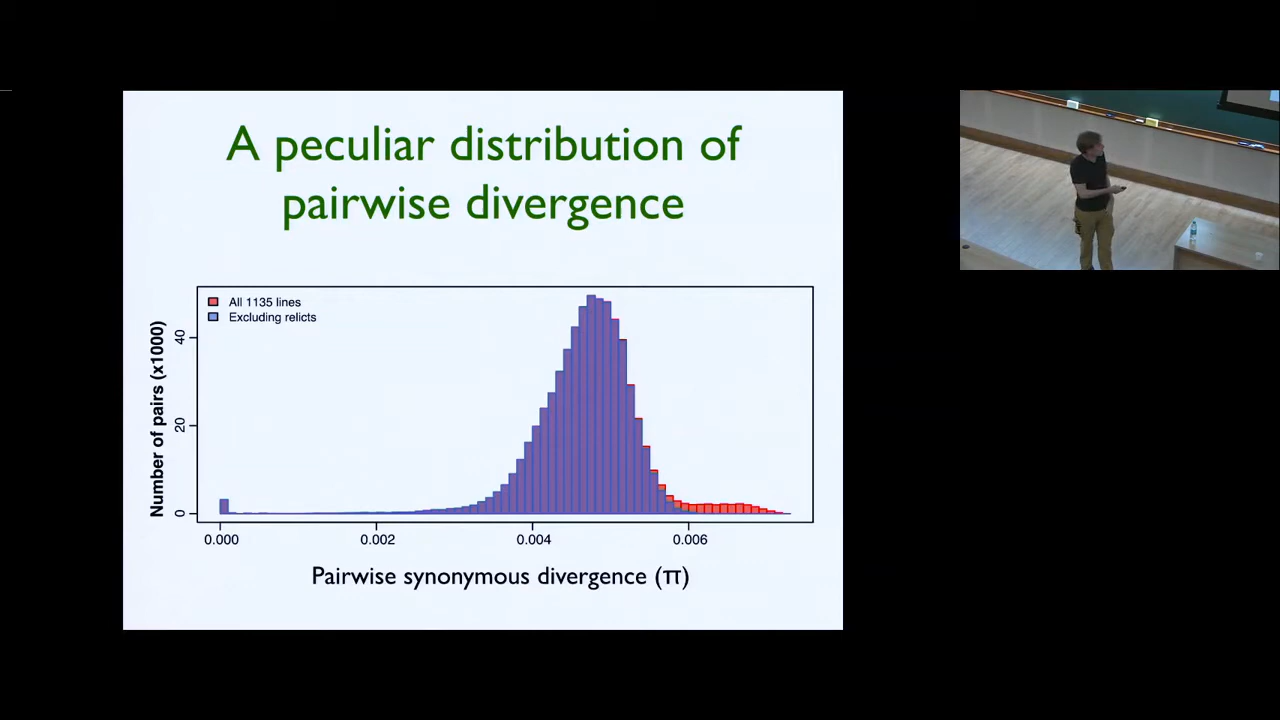 A peculiar distribution of
pairwise divergence
All 1135 lines
Excluding relicts
Number of pairs (x1000)
40
20
0
0.000 0.002 0.004 0.006
Pairwise synonymous divergence (π)